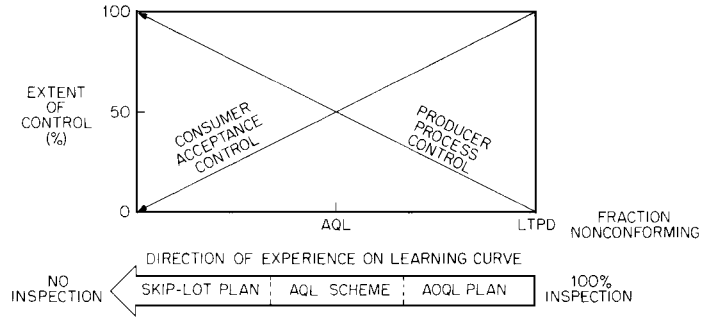 100
EXTENT
OF
CONTROL
(%)
50
CONSUMER
ACCEPTANCE
CONTROL
PRODUCER
PROCESS
CONTROL
0
AQL
LTPD
FRACTION
NONCONFORMING
DIRECTION OF EXPERIENCE ON LEARNING CURVE
NO
INSPECTION
SKIP-LOT PLAN
AQL SCHEME
AOQL PLAN
100%
INSPECTION